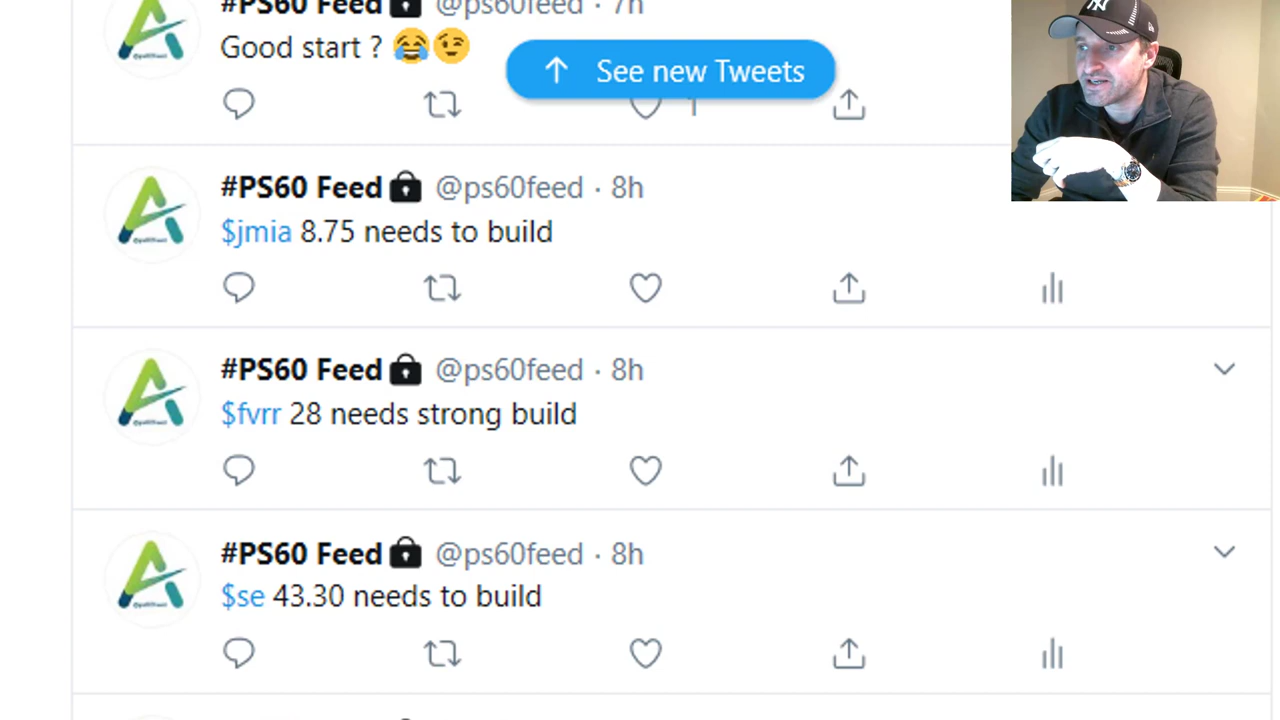 #PS60 Feed🔒 @ps60feed · 7h
Good start ? 😂😉
↑ See new Tweets
1
#PS60 Feed🔒 @ps60feed · 8h
$jmia 8.75 needs to build
#PS60 Feed🔒 @ps60feed · 8h
$fvrr 28 needs strong build
#PS60 Feed🔒 @ps60feed · 8h
$se 43.30 needs to build